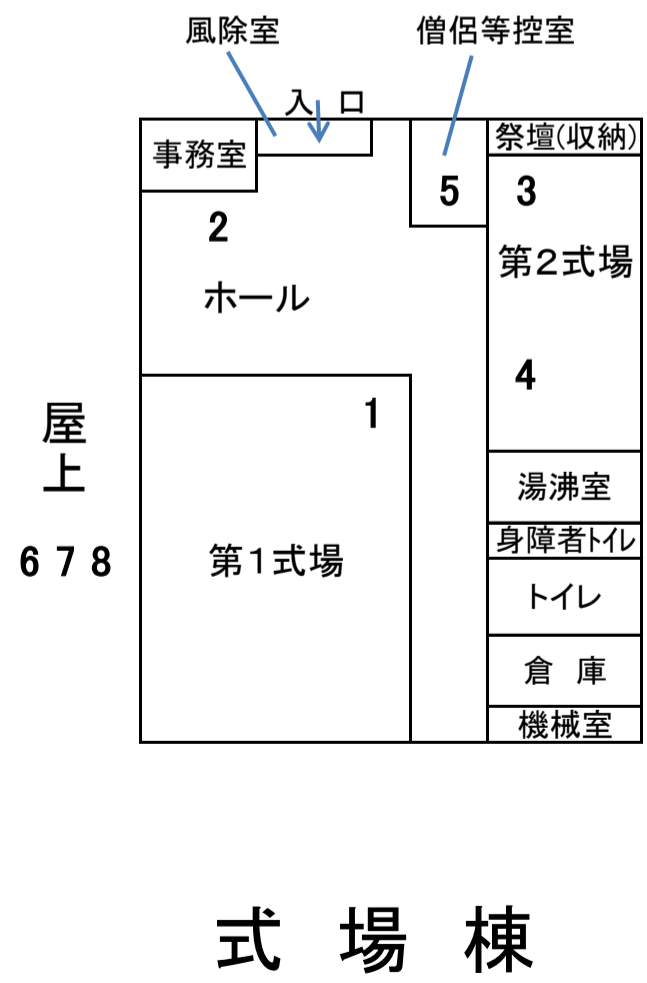 風除室
僧侶等控室
入 口
事務室
祭壇(収納)
5
3
2
第2式場
ホール
4
1
屋上
6 7 8
第1式場
湯沸室
身障者トイレ
トイレ
倉 庫
機械室
式 場 棟